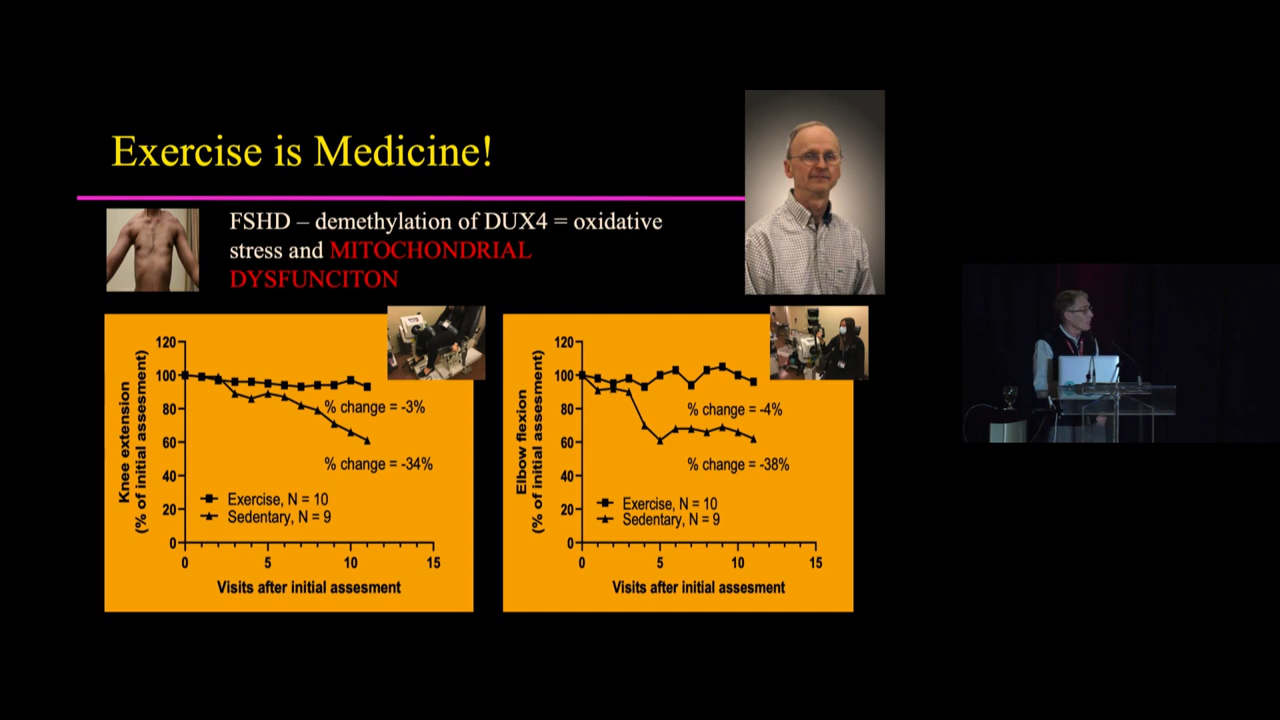 Exercise is Medicine!
FSHD – demethylation of DUX4 = oxidative
stress and MITOCHONDRIAL
DYSFUNCITON
Knee extension
(% of initial assesment)
120
100
80
60
40
20
0
% change = -3%
% change = -34%
Exercise, N = 10
Sedentary, N = 9
0 5 10 15
Visits after initial assesment
Elbow flexion
(% of initial assesment)
120
100
80
60
40
20
0
% change = -4%
% change = -38%
Exercise, N = 10
Sedentary, N = 9
0 5 10 15
Visits after initial assesment